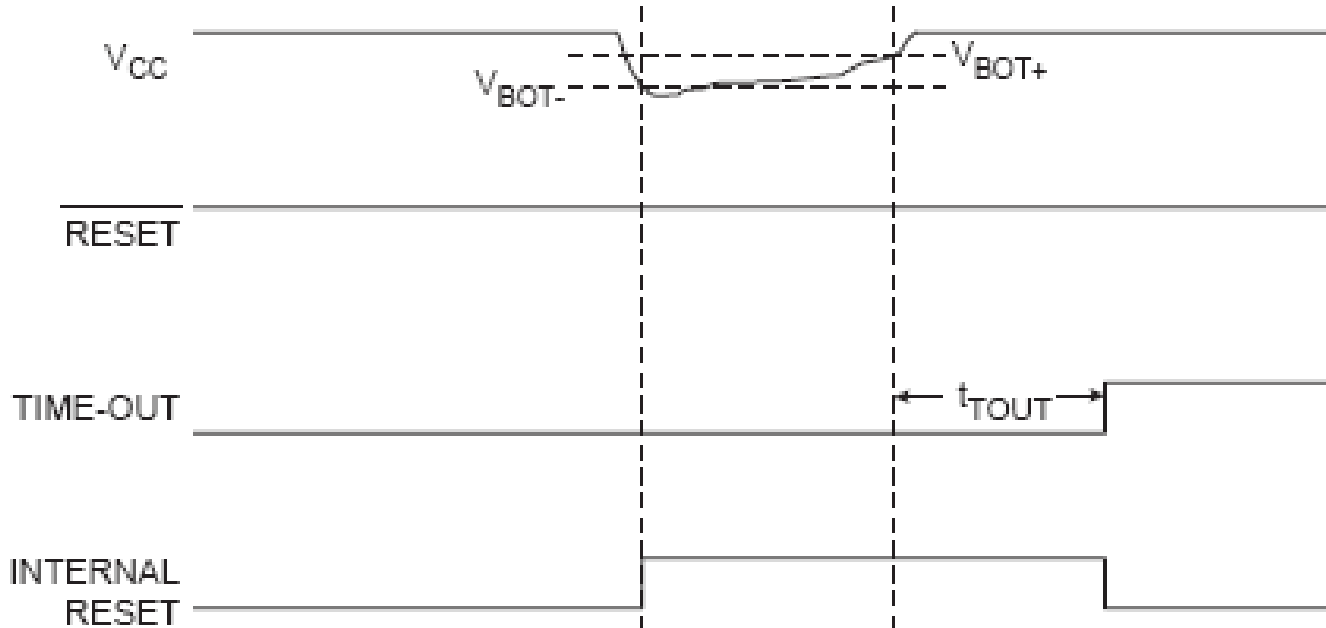 VCC
VBOT-
VBOT+
RESET
TIME-OUT
tTOUT
INTERNAL
RESET